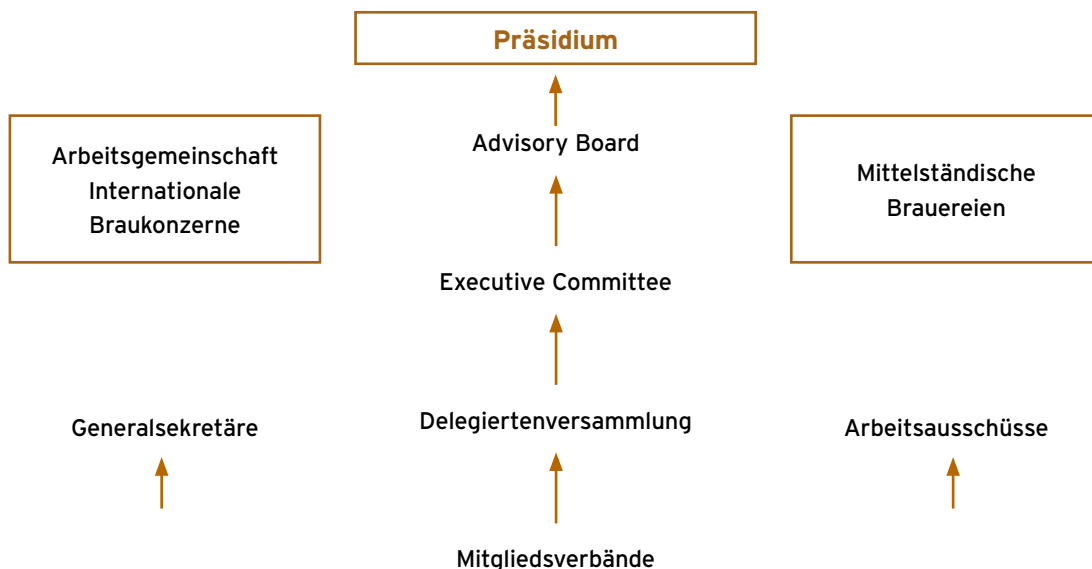 Präsidium
Advisory Board
Arbeitsgemeinschaft
Internationale
Braukonzerne
Mittelständische
Brauereien
Executive Committee
Generalsekretäre
Delegiertenversammlung
Arbeitsausschüsse
Mitgliedsverbände